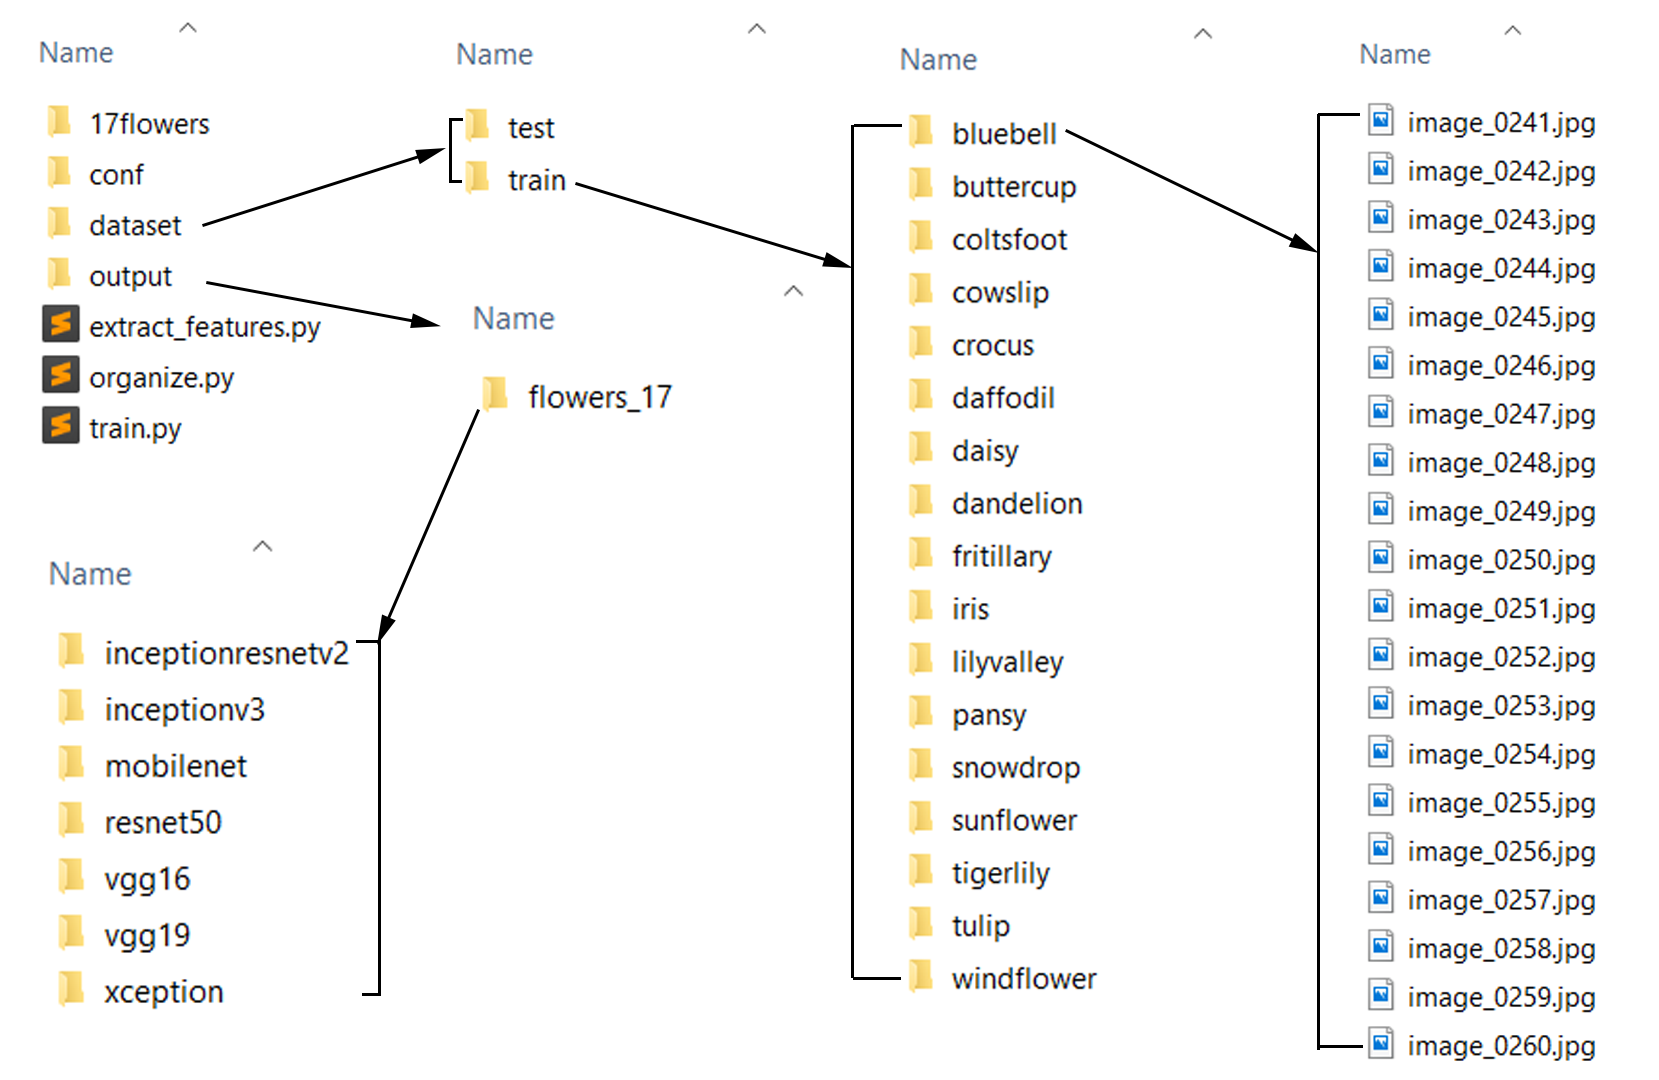 Name
17flowers
conf
dataset
output
extract_features.py
organize.py
train.py
Name
test
train
Name
flowers_17
Name
inceptionresnetv2
inceptionv3
mobilenet
resnet50
vgg16
vgg19
xception
Name
bluebell
buttercup
coltsfoot
cowslip
crocus
daffodil
daisy
dandelion
fritillary
iris
lilyvalley
pansy
snowdrop
sunflower
tigerlily
tulip
windflower
Name
image_0241.jpg
image_0242.jpg
image_0243.jpg
image_0244.jpg
image_0245.jpg
image_0246.jpg
image_0247.jpg
image_0248.jpg
image_0249.jpg
image_0250.jpg
image_0251.jpg
image_0252.jpg
image_0253.jpg
image_0254.jpg
image_0255.jpg
image_0256.jpg
image_0257.jpg
image_0258.jpg
image_0259.jpg
image_0260.jpg